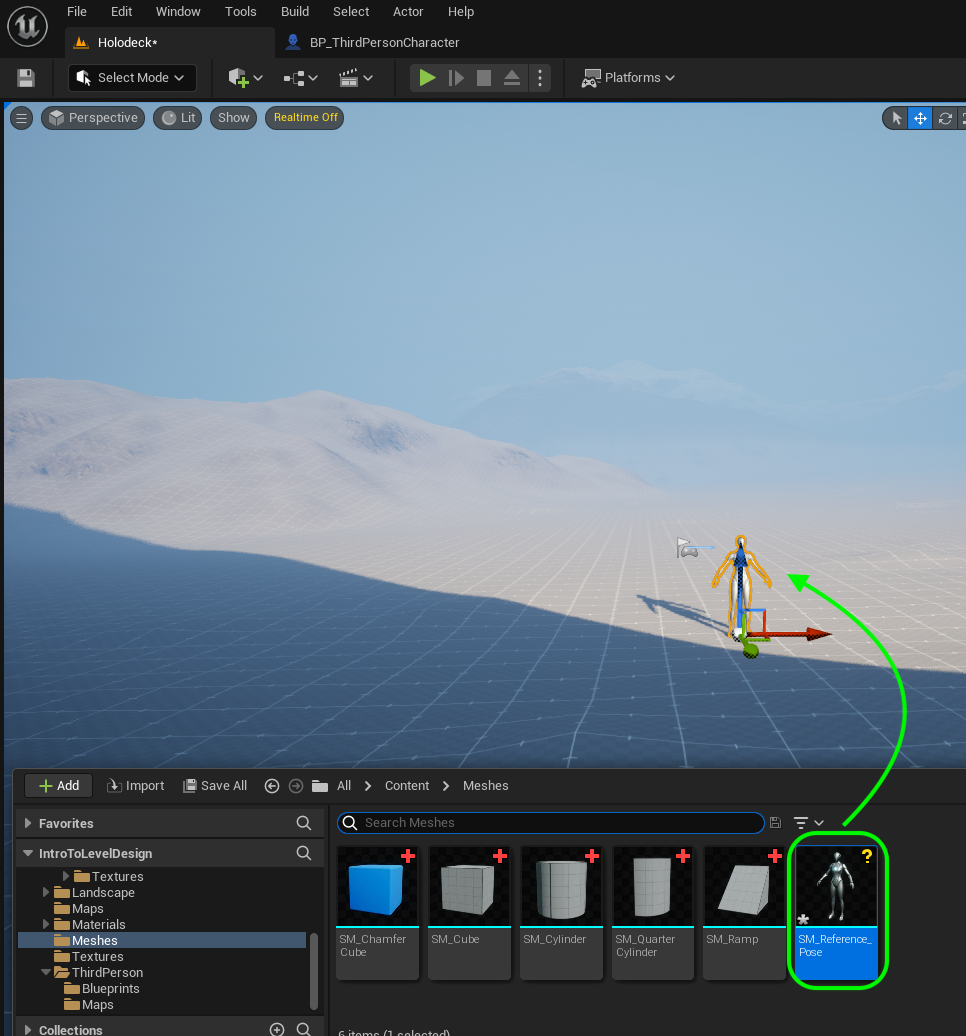 File Edit Window Tools Build Select Actor Help
Holodeck* BP_ThirdPersonCharacter
Select Mode Platforms
Perspective Lit Show Realtime Off
Add Import Save All All Content Meshes
Favorites Search Meshes
IntroToLevelDesign
Textures
Landscape
Maps
Materials
Meshes
Textures
ThirdPerson
Blueprints
Maps
Collections
SM_Chamfer
Cube
SM_Cube
SM_Cylinder
SM_Quarter
Cylinder
SM_Ramp
SM_Reference_
Pose
6 items (1 selected)